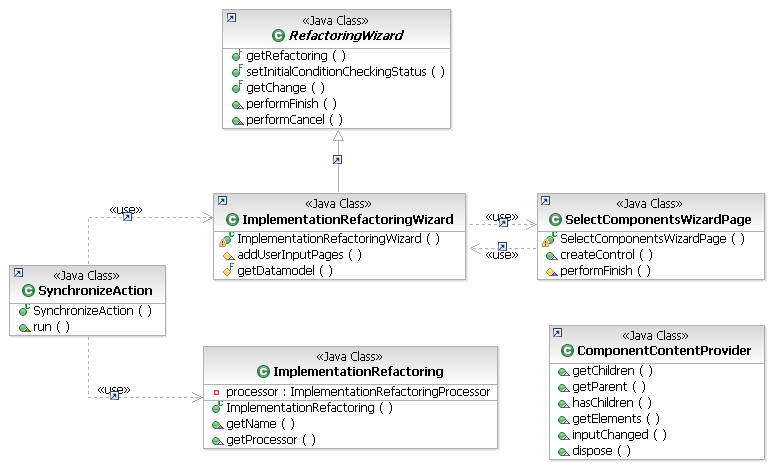 «Java Class»
RefactoringWizard
getRefactoring ( )
setInitialConditionCheckingStatus ( )
getChange ( )
performFinish ( )
performCancel ( )
«Java Class»
ImplementationRefactoringWizard
ImplementationRefactoringWizard ( )
addUserInputPages ( )
getDatamodel ( )
«Java Class»
SelectComponentsWizardPage
SelectComponentsWizardPage ( )
createControl ( )
performFinish ( )
«use»
«use»
«use»
«Java Class»
SynchronizeAction
SynchronizeAction ( )
run ( )
«use»
«Java Class»
ImplementationRefactoring
processor : ImplementationRefactoringProcessor
ImplementationRefactoring ( )
getName ( )
getProcessor ( )
«Java Class»
ComponentContentProvider
getChildren ( )
getParent ( )
hasChildren ( )
getElements ( )
inputChanged ( )
dispose ( )